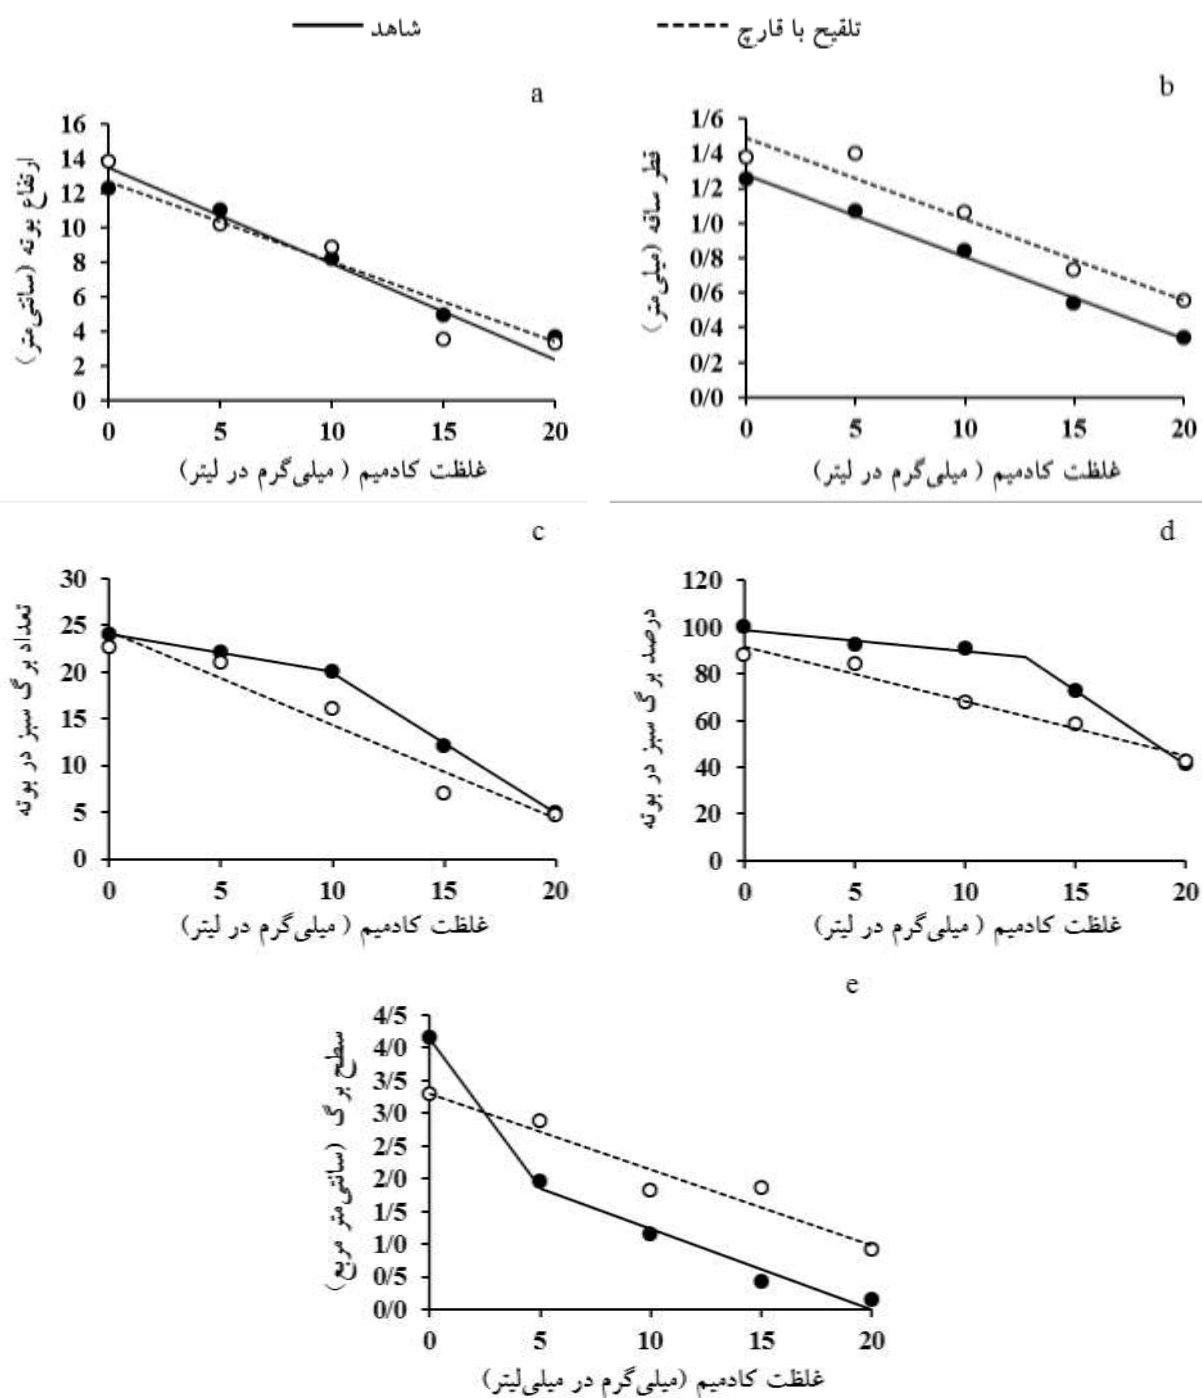 شاهد
تلقیح با قارچ
a
16
14
12
10
8
6
4
2
0
ارتفاع بوته (سانتی‌متر)
0 5 10 15 20
غلظت کادمیم ( میلی‌گرم در لیتر)
b
1/6
1/4
1/2
1/0
0/8
0/6
0/4
0/2
0/0
قطر ساقه (میلی‌متر)
0 5 10 15 20
غلظت کادمیم ( میلی‌گرم در لیتر)
c
30
25
20
15
10
5
0
تعداد برگ سبز در بوته
0 5 10 15 20
غلظت کادمیم ( میلی‌گرم در لیتر)
d
120
100
80
60
40
20
0
درصد برگ سبز در بوته
0 5 10 15 20
غلظت کادمیم ( میلی‌گرم در لیتر)
e
4/5
4/0
3/5
3/0
2/0
2/0
1/5
1/0
0/5
0/0
سطح برگ (سانتی‌متر مربع)
0 5 10 15 20
غلظت کادمیم (میلی‌گرم در میلی‌لیتر)